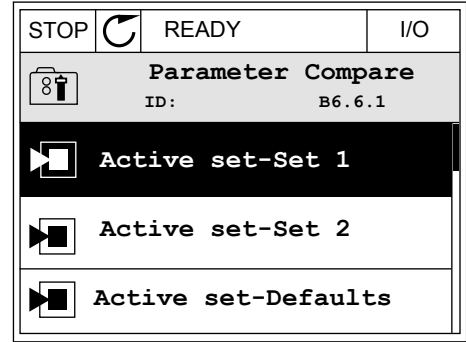 STOP READY I/O
Parameter Compare
ID: B6.6.1
Active set-Set 1
Active set-Set 2
Active set-Defaults